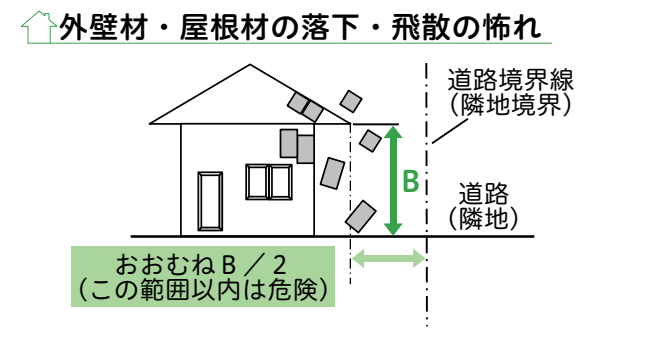 外壁材・屋根材の落下・飛散の怖れ
道路境界線
（隣地境界）
B
道路
（隣地）
おおむねB／2
（この範囲以内は危険）